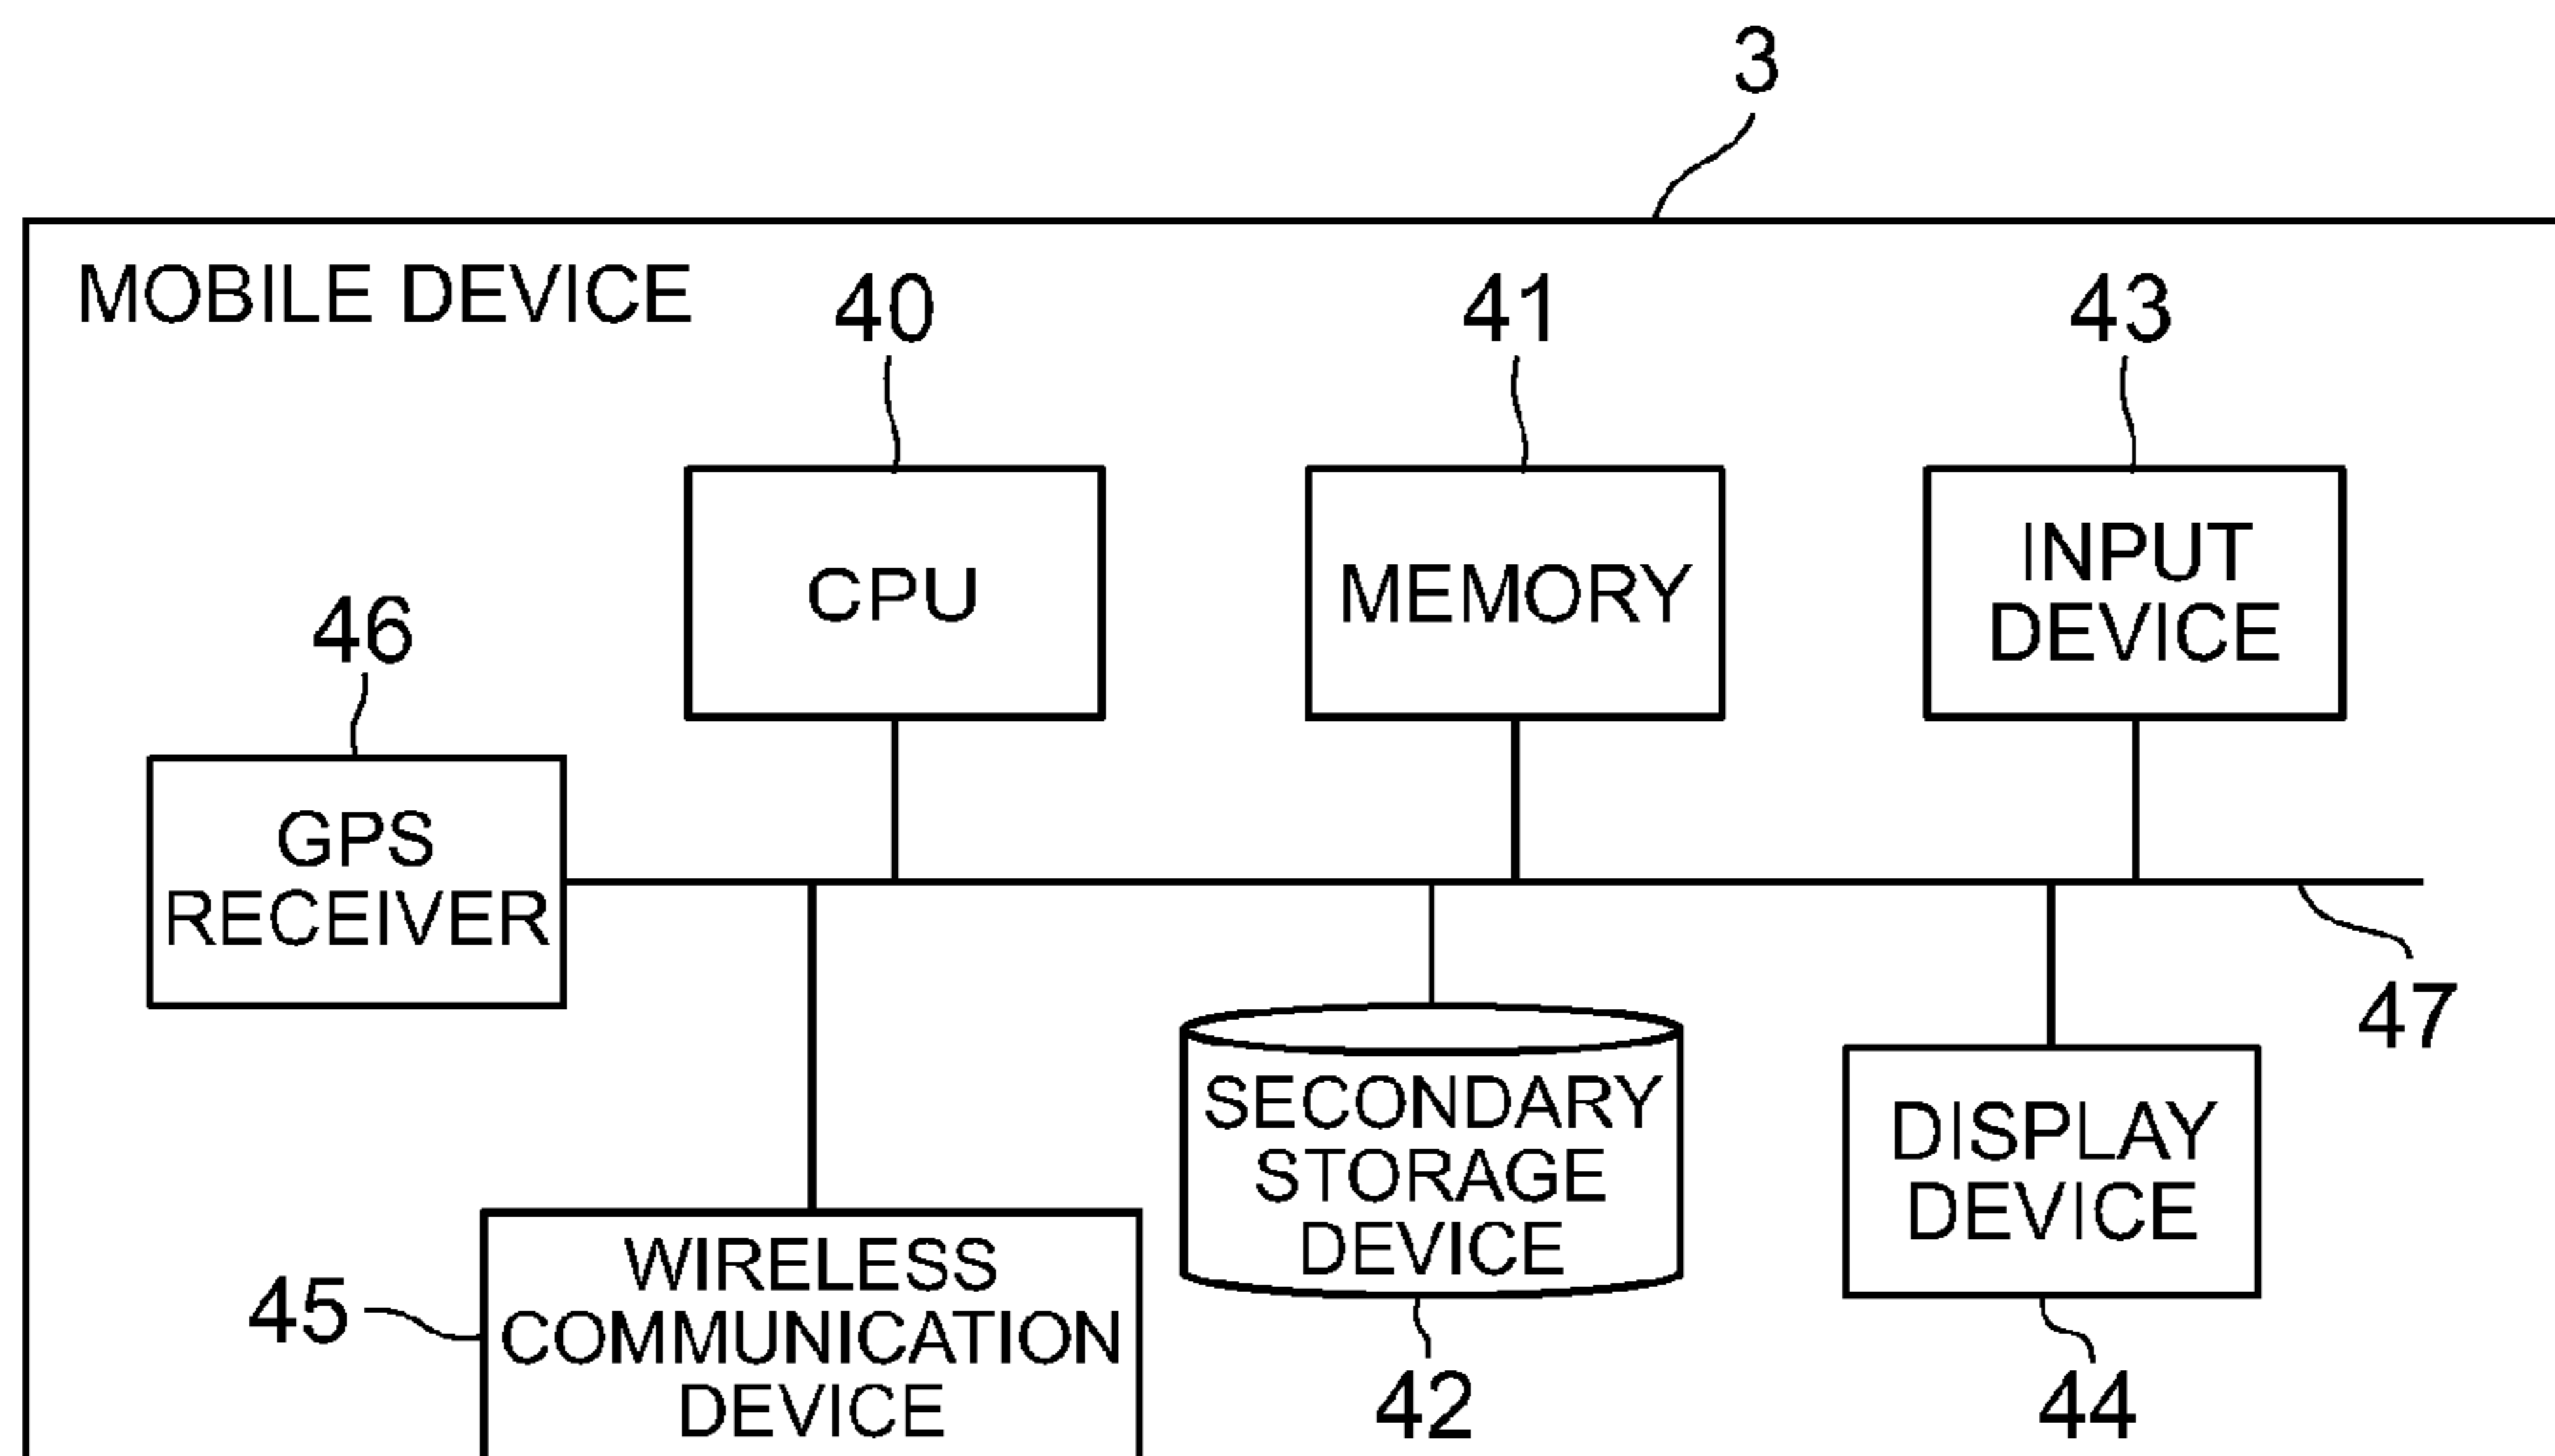 3
MOBILE DEVICE
40
41
43
CPU
MEMORY
INPUT
DEVICE
46
GPS
RECEIVER
47
SECONDARY
STORAGE
DEVICE
DISPLAY
DEVICE
WIRELESS
COMMUNICATION
DEVICE
45
42
44